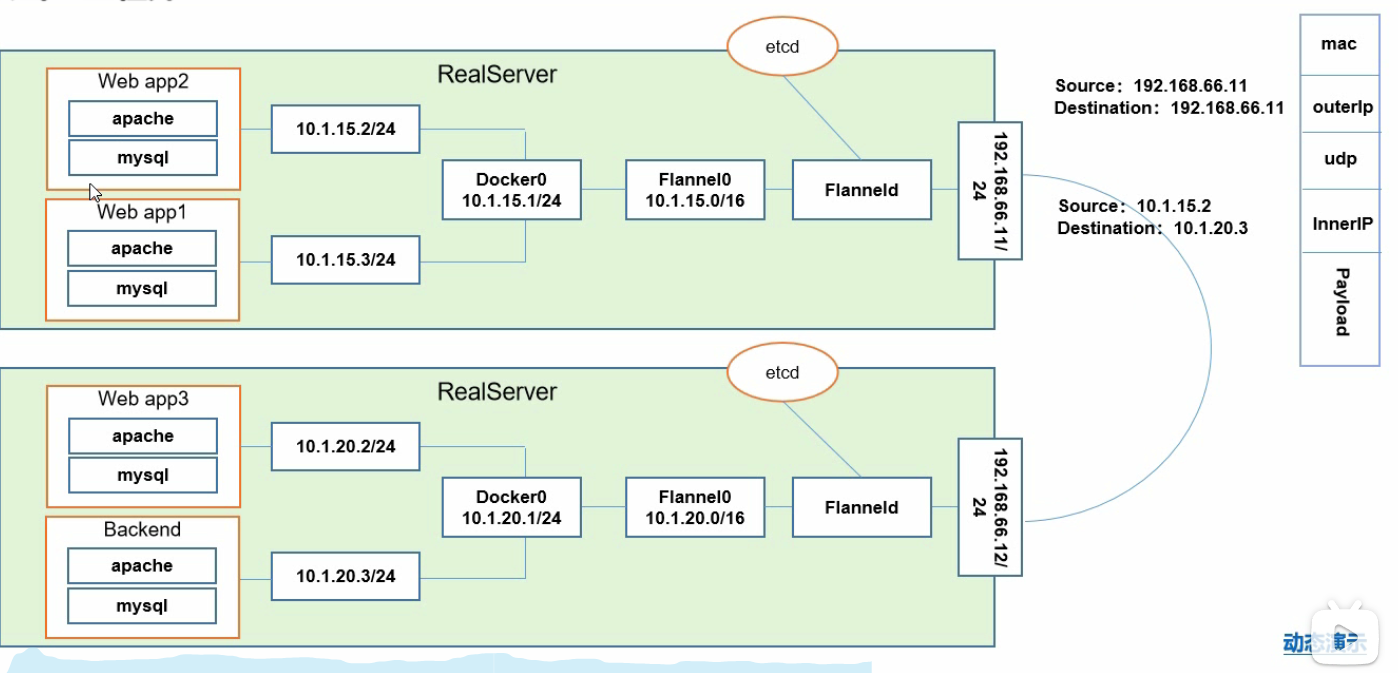 etcd
RealServer
Web app2
apache
mysql
10.1.15.2/24
Web app1
apache
mysql
10.1.15.3/24
Docker0
10.1.15.1/24
Flannel0
10.1.15.0/16
Flanneld
192.168.66.11/
24
Source：192.168.66.11
Destination：192.168.66.11
Source：10.1.15.2
Destination：10.1.20.3
mac
outerIp
udp
InnerIP
Payload
etcd
RealServer
Web app3
apache
mysql
10.1.20.2/24
Backend
apache
mysql
10.1.20.3/24
Docker0
10.1.20.1/24
Flannel0
10.1.20.0/16
Flanneld
192.168.66.12/
24
动态演示